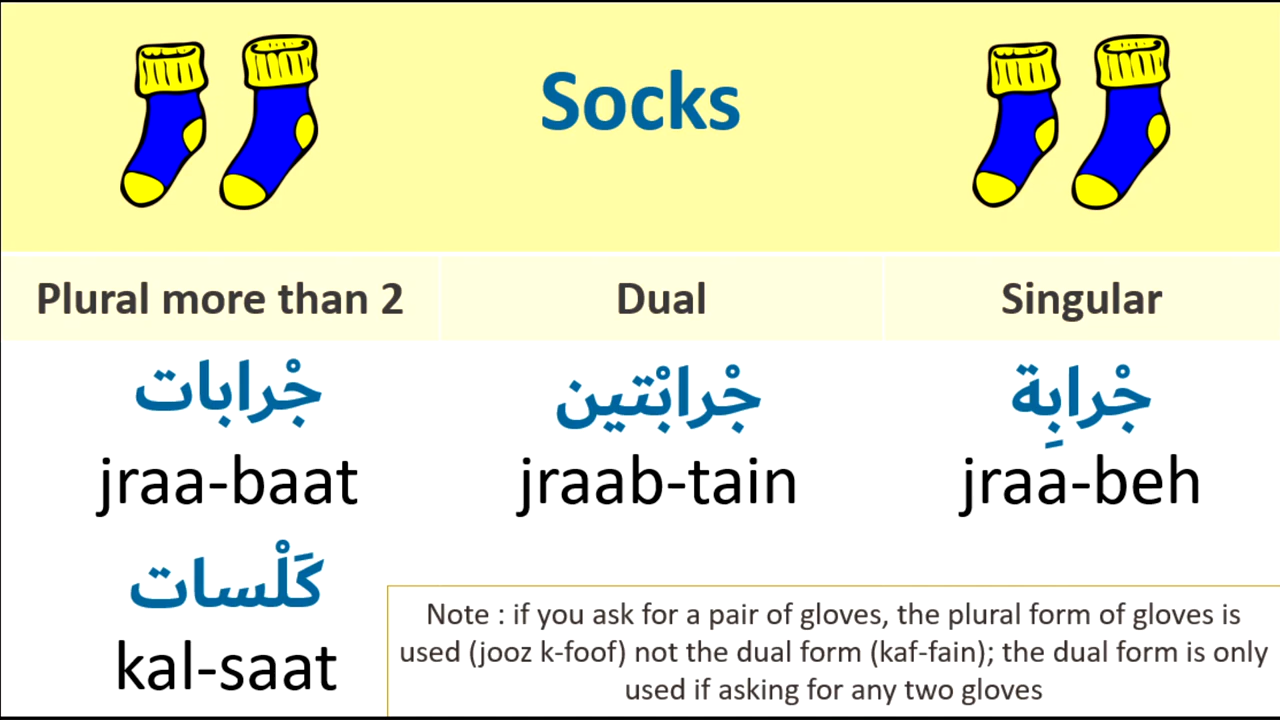 Socks
Plural more than 2
Dual
Singular
جْرابات
جْرابْتين
جْرابِة
jraa-baat
jraab-tain
jraa-beh
كَلْسات
kal-saat
Note : if you ask for a pair of gloves, the plural form of gloves is
used (jooz k-foof) not the dual form (kaf-fain); the dual form is only
used if asking for any two gloves